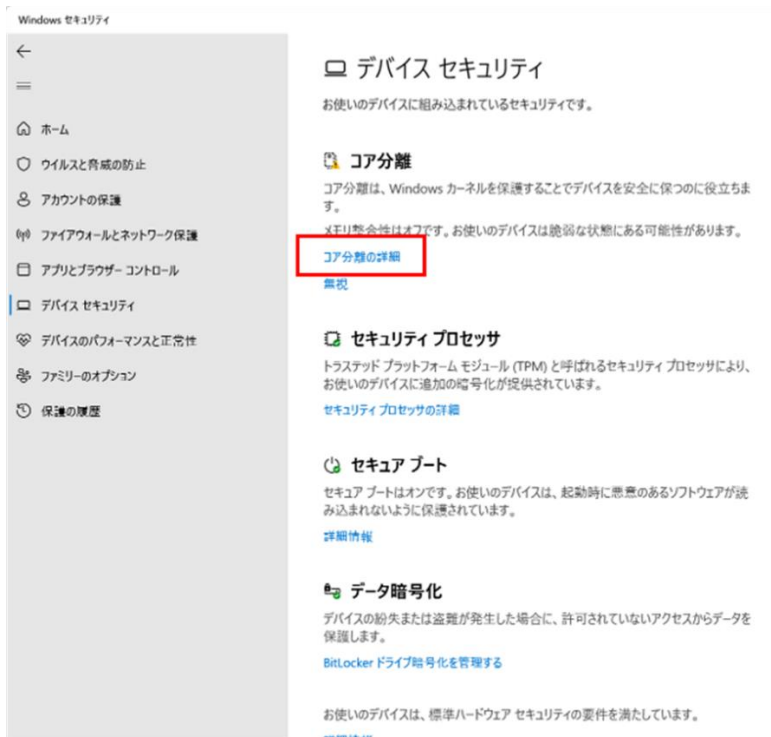 Windows セキュリティ
ホーム
ウイルスと脅威の防止
アカウントの保護
ファイアウォールとネットワーク保護
アプリとブラウザー コントロール
デバイス セキュリティ
デバイスのパフォーマンスと正常性
ファミリーのオプション
保護の履歴
デバイス セキュリティ
お使いのデバイスに組み込まれているセキュリティです。
コア分離
コア分離は、Windows カーネルを保護することでデバイスを安全に保つのに役立ちま
す。
メモリ整合性はオフです。お使いのデバイスは脆弱な状態にある可能性があります。
コア分離の詳細
無視
セキュリティ プロセッサ
トラステッド プラットフォーム モジュール (TPM) と呼ばれるセキュリティ プロセッサにより、
お使いのデバイスに追加の暗号化が提供されています。
セキュリティ プロセッサの詳細
セキュア ブート
セキュア ブートはオンです。お使いのデバイスは、起動時に悪意のあるソフトウェアが読
み込まれないように保護されています。
詳細情報
データ暗号化
デバイスの紛失または盗難が発生した場合に、許可されていないアクセスからデータを
保護します。
BitLocker ドライブ暗号化を管理する
お使いのデバイスは、標準ハードウェア セキュリティの要件を満たしています。
詳細情報